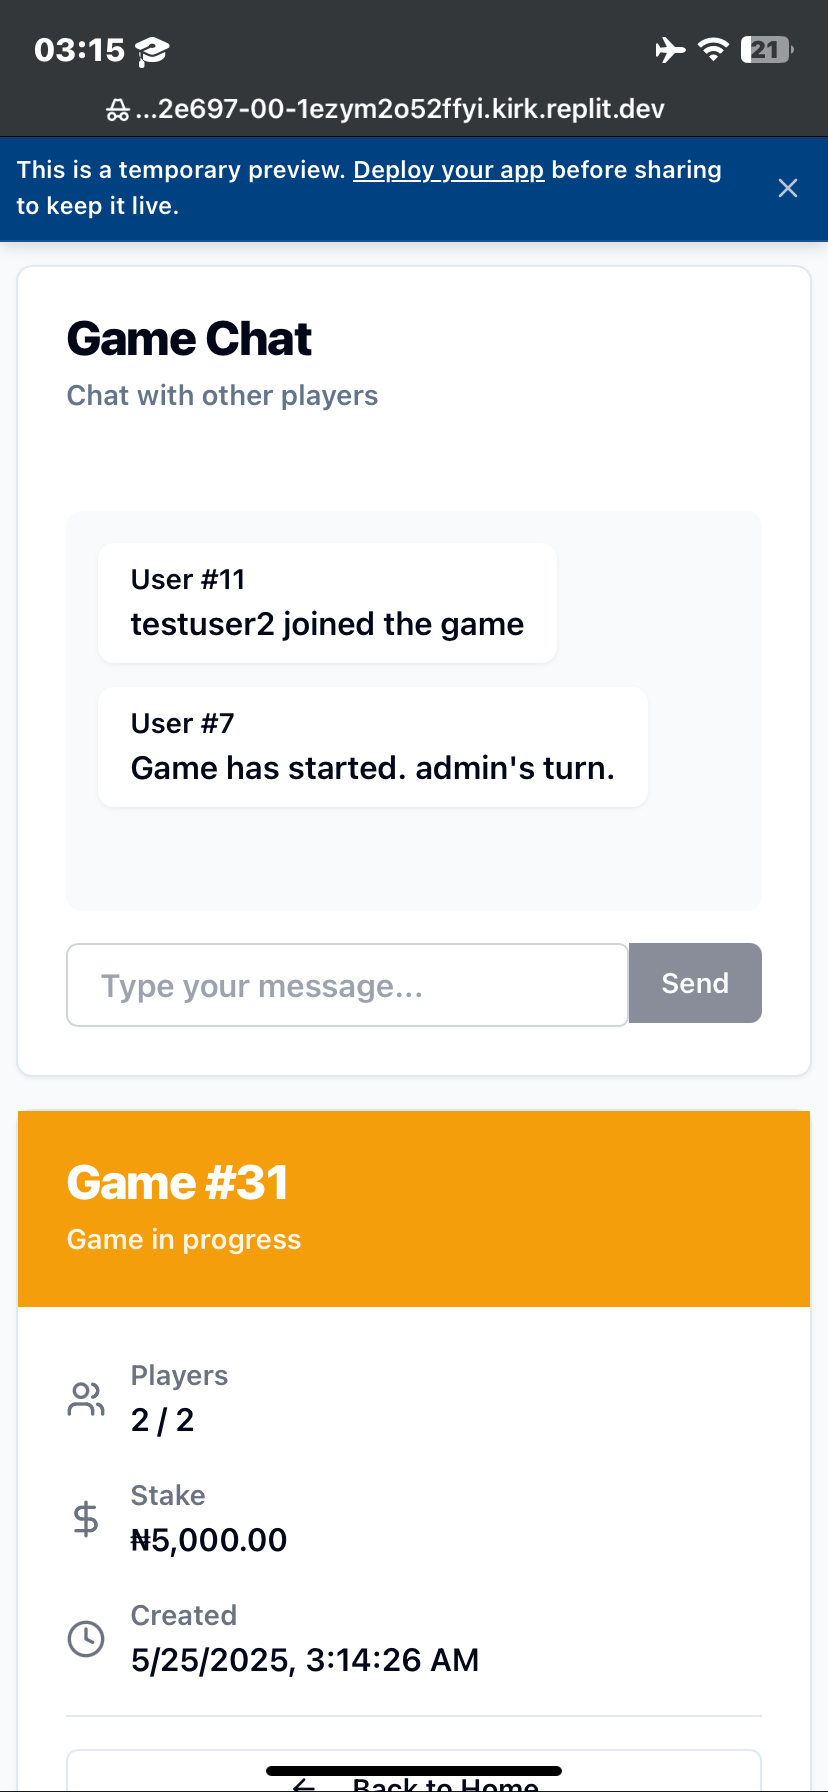 03:15
21
...2e697-00-1ezym2o52ffyi.kirk.replit.dev
This is a temporary preview. Deploy your app before sharing
to keep it live.
Game Chat
Chat with other players
User #11
testuser2 joined the game
User #7
Game has started. admin's turn.
Type your message...
Send
Game #31
Game in progress
Players
2 / 2
Stake
₦5,000.00
Created
5/25/2025, 3:14:26 AM
Back to Home